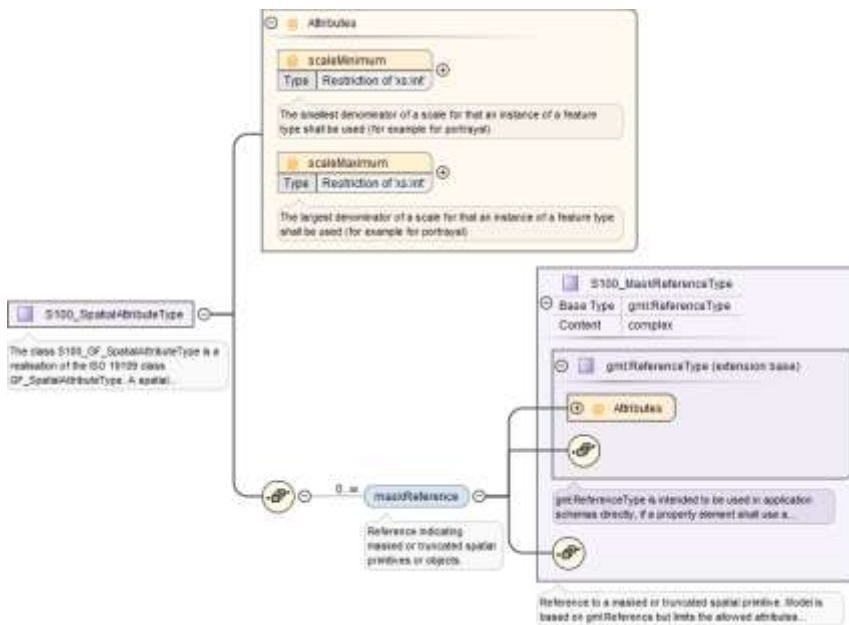 Attributes
scaleMinimum
Type Restriction of 'xs:int'
The smallest denominator of a scale for that an instance of a feature
type shall be used (for example for portrayal)
scaleMaximum
Type Restriction of 'xs:int'
The largest denominator of a scale for that an instance of a feature type
shall be used (for example for portrayal)
S100_SpatialAttributeType
The class S100_GF_SpatialAttributeType is a
realisation of the ISO 19109 class
GF_SpatialAttributeType. A spatial...
0..∞
maskReference
Reference indicating
masked or truncated spatial
primitives or objects.
S100_MaskReferenceType
Base Type gml:ReferenceType
Content complex
gml:ReferenceType (extension base)
Attributes
gml:ReferenceType is intended to be used in application
schemas directly, if a property element shall use a...
Reference to a masked or truncated spatial primitive. Model is
based on gml:Reference but limits the allowed attributes...